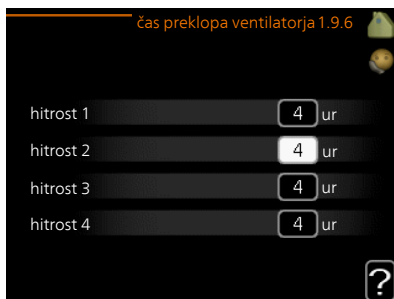 čas preklopa ventilatorja 1.9.6
hitrost 1 4 ur
hitrost 2 4 ur
hitrost 3 4 ur
hitrost 4 4 ur
?